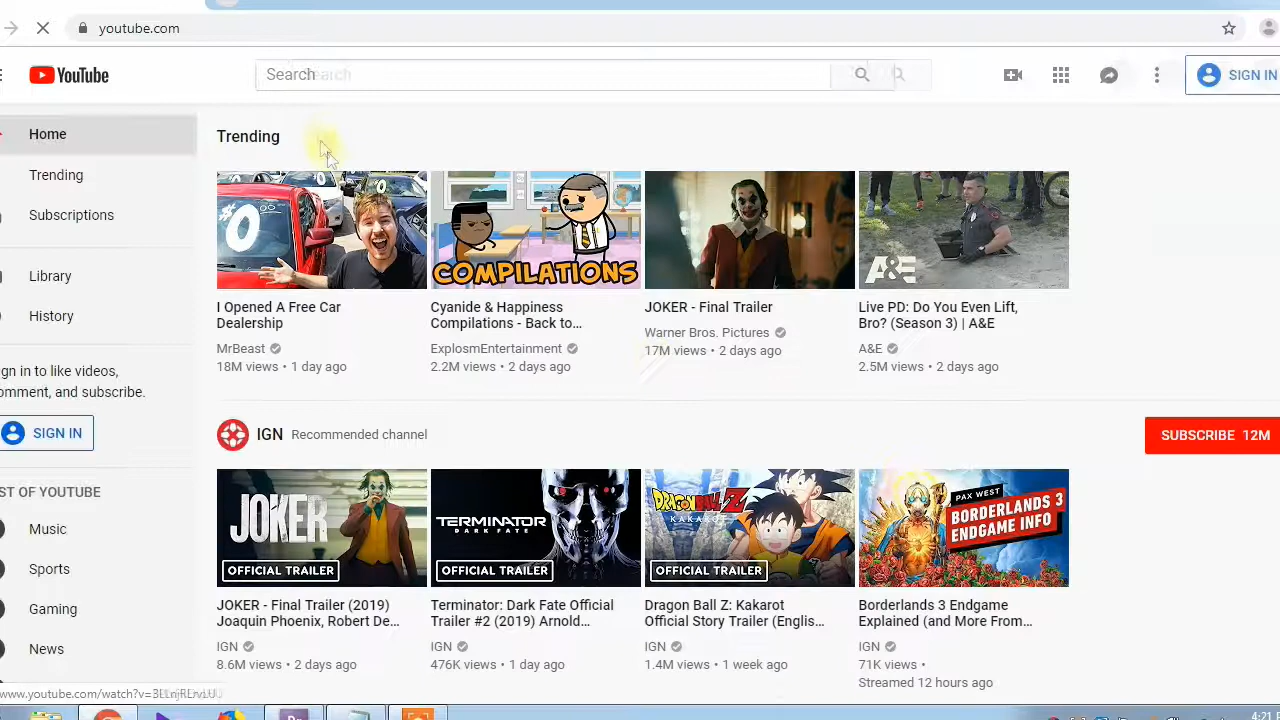 youtube.com
YouTube
Search
SIGN IN
Home
Trending
Subscriptions
Library
History
gn in to like videos,
omment, and subscribe.
SIGN IN
ST OF YOUTUBE
Music
Sports
Gaming
News
Trending
$0
0
COMPILATIONS
A&E
I Opened A Free Car
Dealership
MrBeast
18M views • 1 day ago
Cyanide & Happiness
Compilations - Back to...
ExplosmEntertainment
2.2M views • 2 days ago
JOKER - Final Trailer
Warner Bros. Pictures
17M views • 2 days ago
Live PD: Do You Even Lift,
Bro? (Season 3) | A&E
A&E
2.5M views • 2 days ago
IGN Recommended channel
SUBSCRIBE 12M
JOKER
OFFICIAL TRAILER
TERMINATOR
DARK FATE
OFFICIAL TRAILER
DRAGON BALL Z
KAKAROT
OFFICIAL TRAILER
PAX WEST
BORDERLANDS 3
ENDGAME INFO
JOKER - Final Trailer (2019)
Joaquin Phoenix, Robert De...
IGN
8.6M views • 2 days ago
Terminator: Dark Fate Official
Trailer #2 (2019) Arnold...
IGN
476K views • 1 day ago
Dragon Ball Z: Kakarot
Official Story Trailer (Englis...
IGN
1.4M views • 1 week ago
Borderlands 3 Endgame
Explained (and More From...
IGN
71K views •
Streamed 12 hours ago
4:21